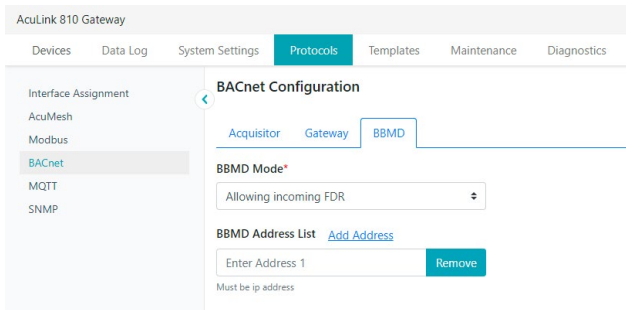 AcuLink 810 Gateway
Devices Data Log System Settings Protocols Templates Maintenance Diagnostics
Interface Assignment
AcuMesh
Modbus
BACnet
MQTT
SNMP
BACnet Configuration
Acquisitor Gateway BBMD
BBMD Mode*
Allowing incoming FDR
BBMD Address List Add Address
Enter Address 1 Remove
Must be ip address